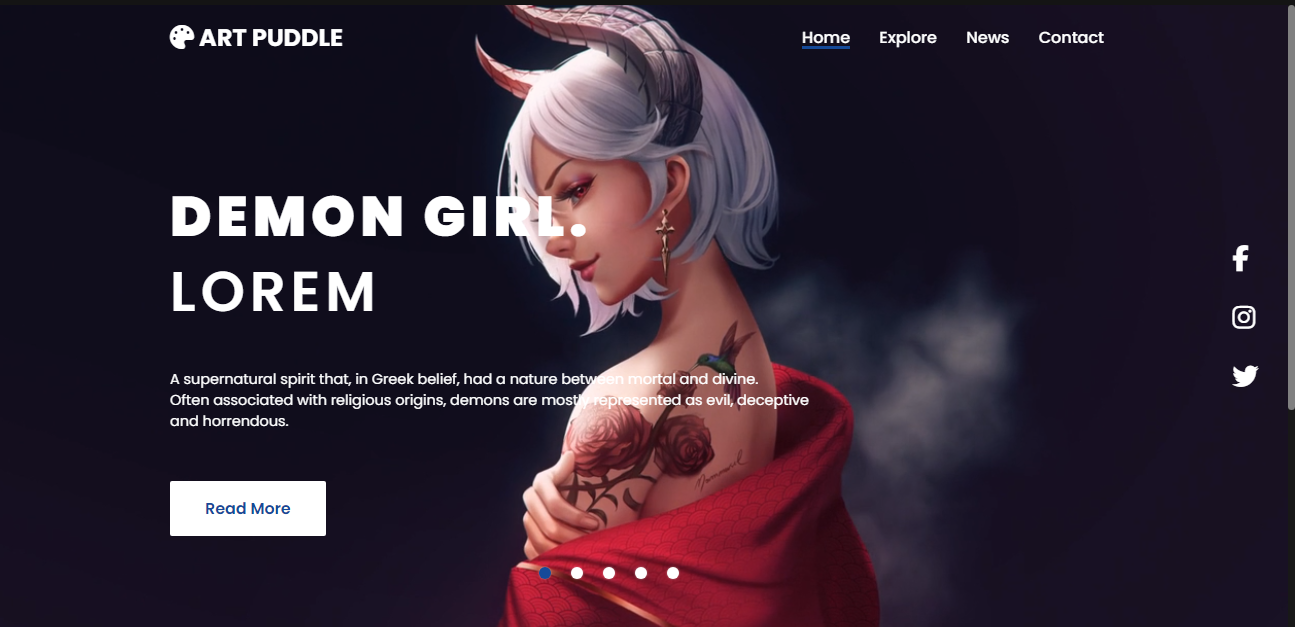 ART PUDDLE
Home Explore News Contact
DEMON GIRL.
LOREM
A supernatural spirit that, in Greek belief, had a nature between mortal and divine.
Often associated with religious origins, demons are mostly represented as evil, deceptive
and horrendous.
Read More